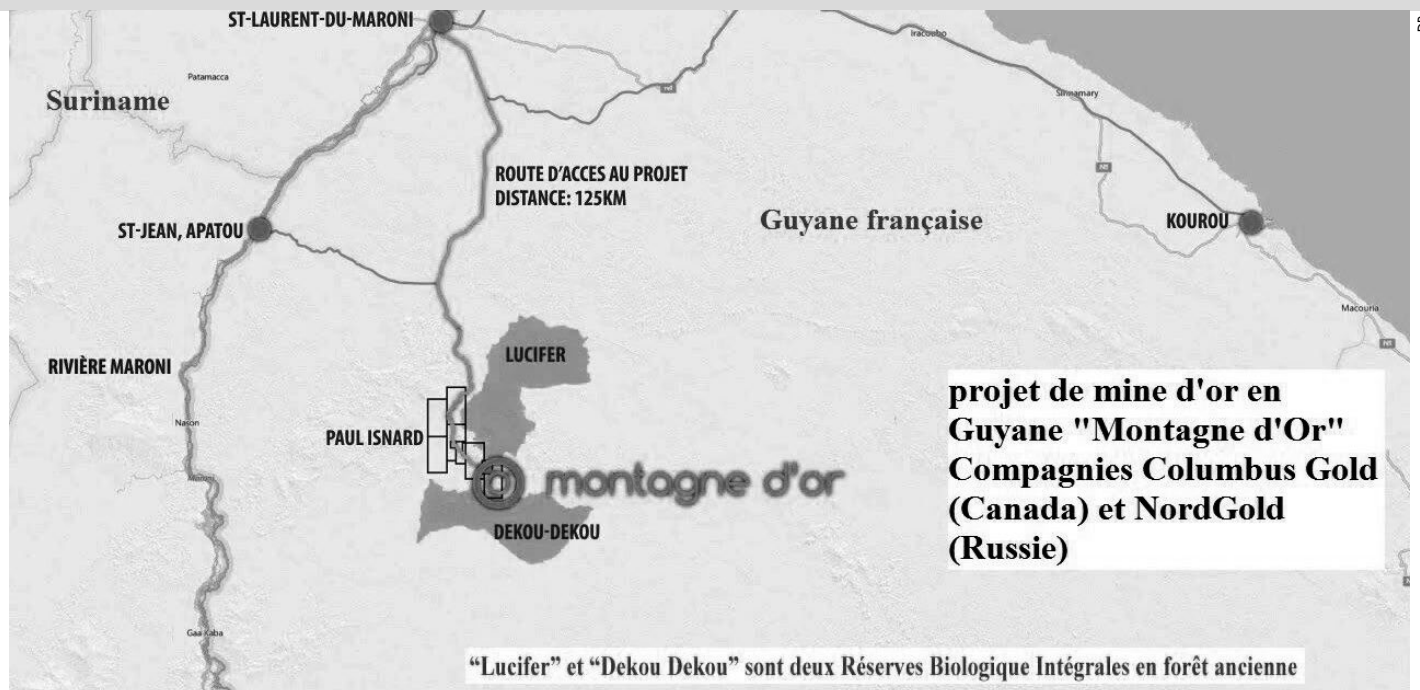 ST-LAURENT-DU-MARONI
Iracoubo
Patamacca
Suriname
N1
Sinnamary
ROUTE D'ACCES AU PROJET
DISTANCE: 125KM
N1
Guyane française
ST-JEAN, APATOU
KOUROU
Macouria
N1
LUCIFER
RIVIÈRE MARONI
projet de mine d'or en
Guyane "Montagne d'Or"
Compagnies Columbus Gold
(Canada) et NordGold
(Russie)
Nason
PAUL ISNARD
montagne d'or
DEKOU-DEKOU
Gaa Kaba
“Lucifer” et “Dekou Dekou” sont deux Réserves Biologique Intégrales en forêt ancienne